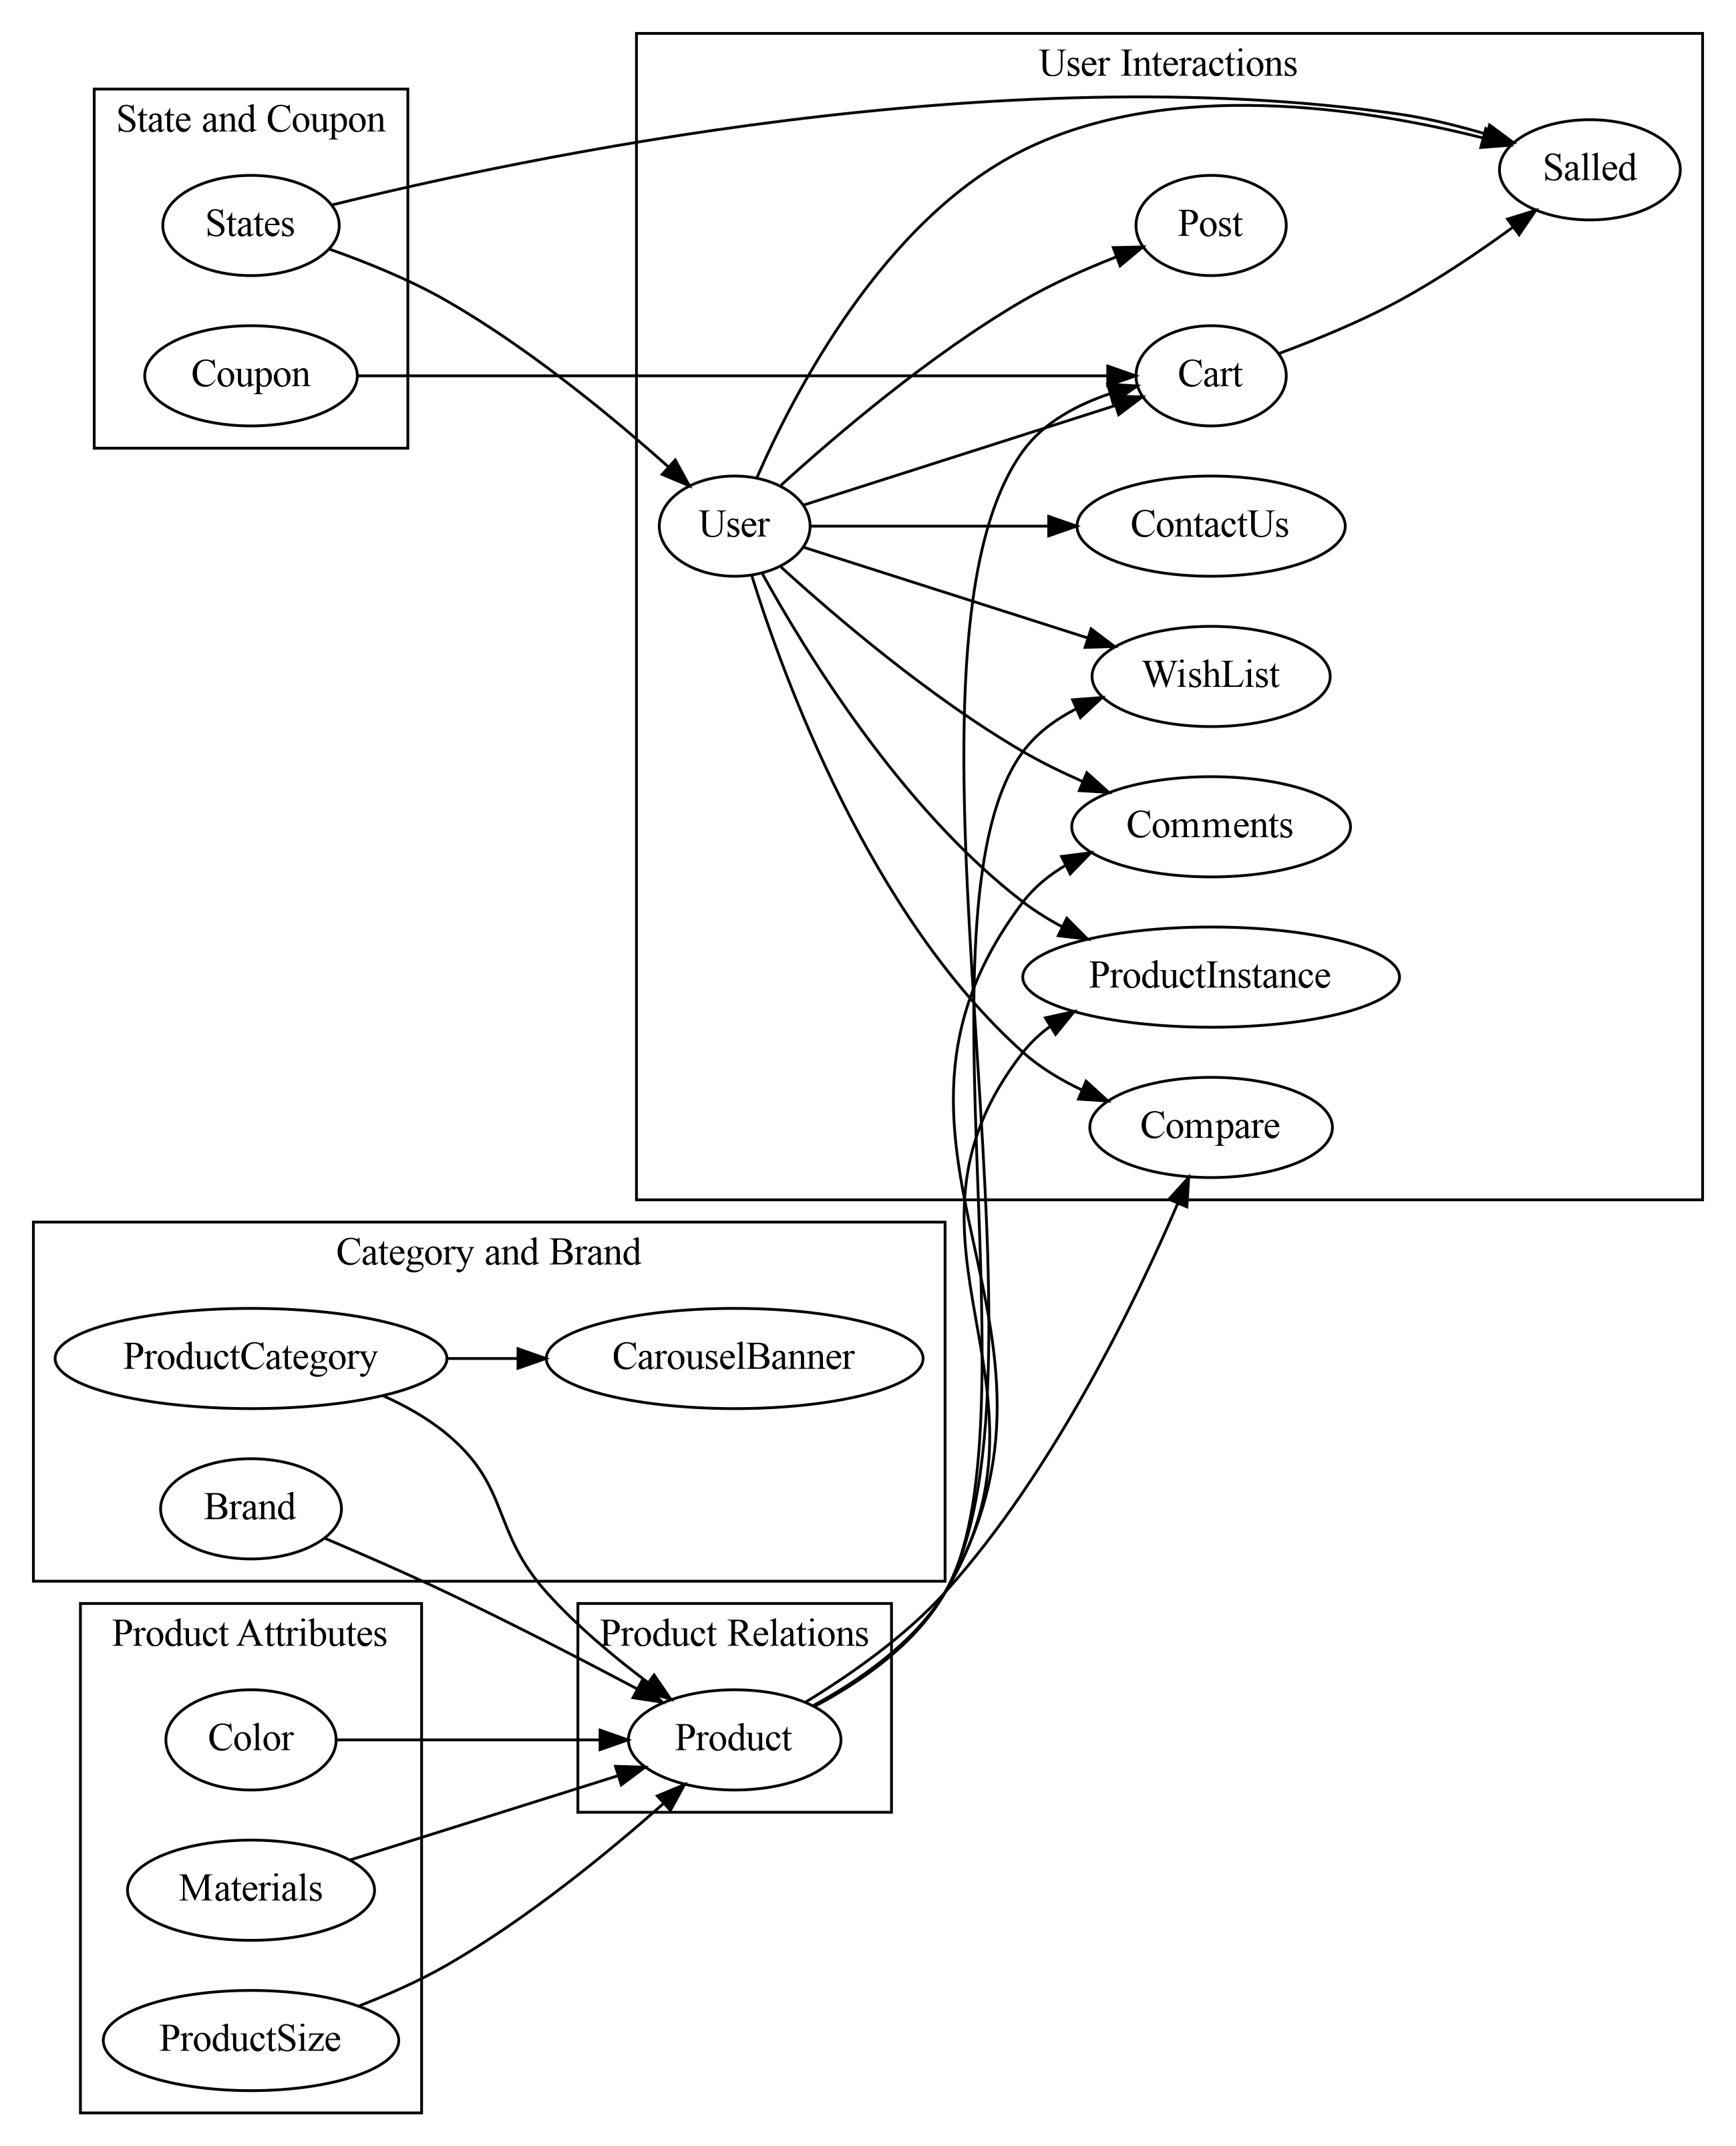 User Interactions
State and Coupon
Salled
States
Post
Coupon
Cart
User
ContactUs
WishList
Comments
ProductInstance
Compare
Category and Brand
ProductCategory
CarouselBanner
Brand
Product Attributes
Product Relations
Color
Product
Materials
ProductSize